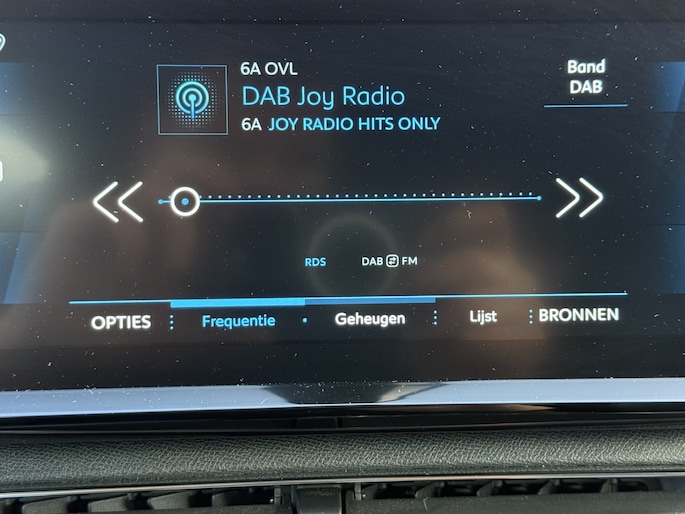 6A OVL
DAB Joy Radio
6A JOY RADIO HITS ONLY
Band
DAB
RDS
DAB FM
OPTIES
Frequentie
Geheugen
Lijst
BRONNEN